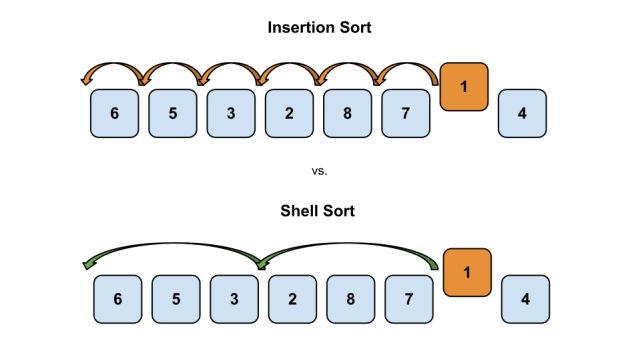 Insertion Sort
6 5 3 2 8 7 1 4
vs.
Shell Sort
6 5 3 2 8 7 1 4